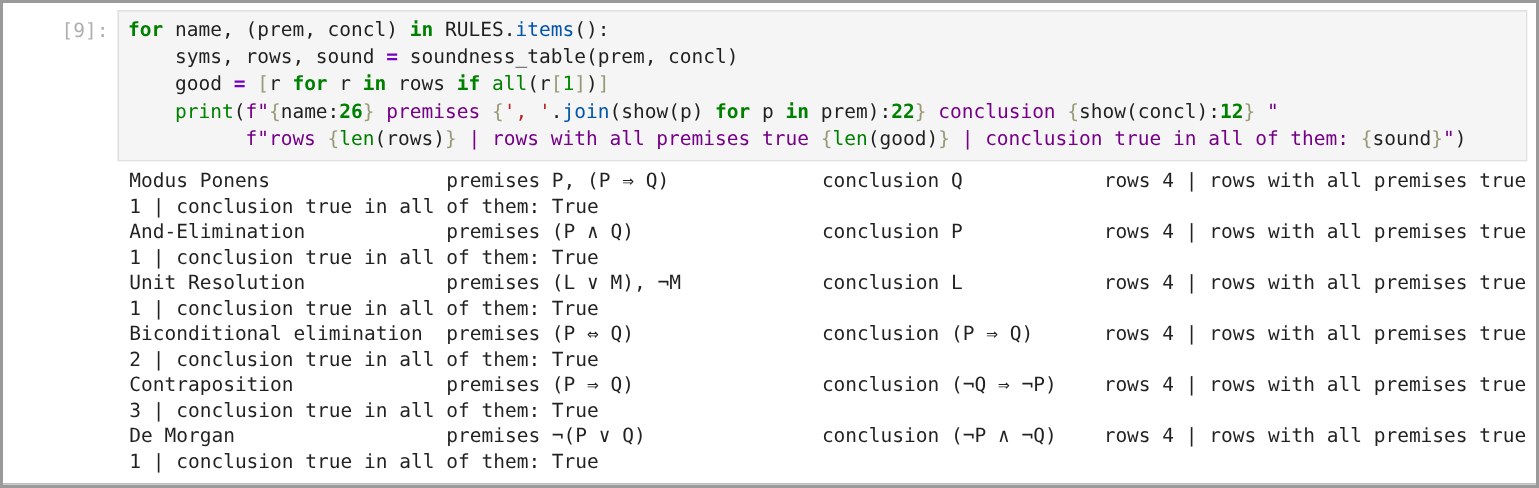 [9]: for name, (prem, concl) in RULES.items():
    syms, rows, sound = soundness_table(prem, concl)
    good = [r for r in rows if all(r[1])]
    print(f"{name:26} premises {', '.join(show(p) for p in prem):22} conclusion {show(concl):12} "
          f"rows {len(rows)} | rows with all premises true {len(good)} | conclusion true in all of them: {sound}")
Modus Ponens               premises P, (P ⇒ Q)             conclusion Q            rows 4 | rows with all premises true
1 | conclusion true in all of them: True
And-Elimination            premises (P ∧ Q)                conclusion P            rows 4 | rows with all premises true
1 | conclusion true in all of them: True
Unit Resolution            premises (L ∨ M), ¬M            conclusion L            rows 4 | rows with all premises true
1 | conclusion true in all of them: True
Biconditional elimination  premises (P ⇔ Q)                conclusion (P ⇒ Q)      rows 4 | rows with all premises true
2 | conclusion true in all of them: True
Contraposition             premises (P ⇒ Q)                conclusion (¬Q ⇒ ¬P)    rows 4 | rows with all premises true
3 | conclusion true in all of them: True
De Morgan                  premises ¬(P ∨ Q)               conclusion (¬P ∧ ¬Q)    rows 4 | rows with all premises true
1 | conclusion true in all of them: True